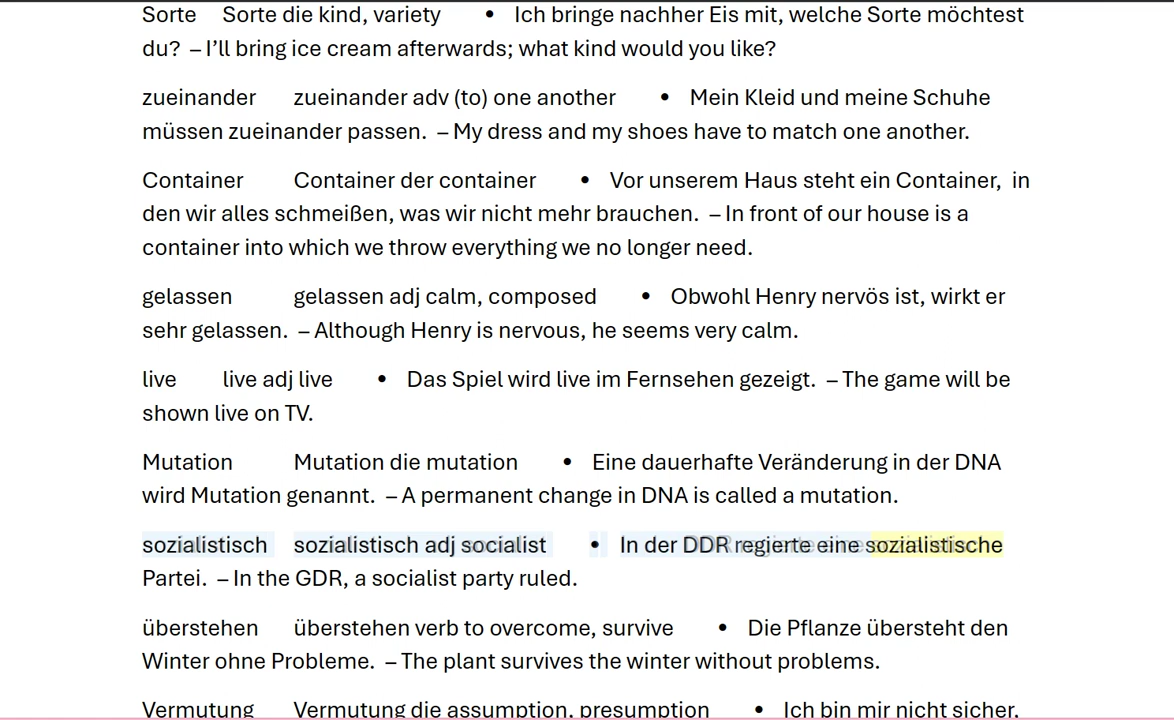 Sorte Sorte die kind, variety • Ich bringe nachher Eis mit, welche Sorte möchtest
du? – I’ll bring ice cream afterwards; what kind would you like?
zueinander zueinander adv (to) one another • Mein Kleid und meine Schuhe
müssen zueinander passen. – My dress and my shoes have to match one another.
Container Container der container • Vor unserem Haus steht ein Container, in
den wir alles schmeißen, was wir nicht mehr brauchen. – In front of our house is a
container into which we throw everything we no longer need.
gelassen gelassen adj calm, composed • Obwohl Henry nervös ist, wirkt er
sehr gelassen. – Although Henry is nervous, he seems very calm.
live live adj live • Das Spiel wird live im Fernsehen gezeigt. – The game will be
shown live on TV.
Mutation Mutation die mutation • Eine dauerhafte Veränderung in der DNA
wird Mutation genannt. – A permanent change in DNA is called a mutation.
sozialistisch sozialistisch adj socialist • In der DDR regierte eine sozialistische
Partei. – In the GDR, a socialist party ruled.
überstehen überstehen verb to overcome, survive • Die Pflanze übersteht den
Winter ohne Probleme. – The plant survives the winter without problems.
Vermutung Vermutung die assumption, presumption • Ich bin mir nicht sicher,